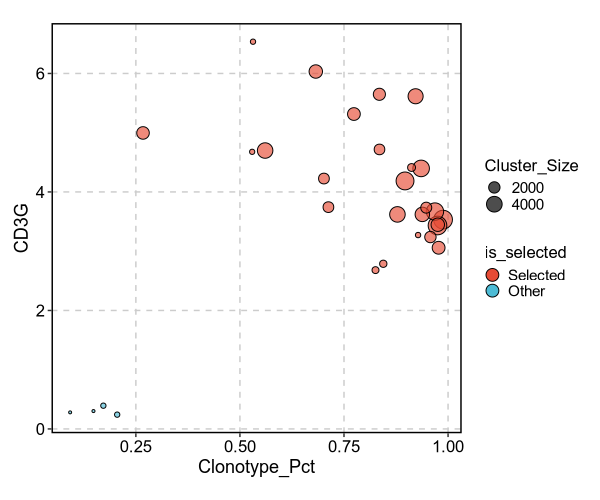 6
4
2
0
CD3G
0.25 0.50 0.75 1.00
Clonotype_Pct
Cluster_Size
2000
4000
is_selected
Selected
Other